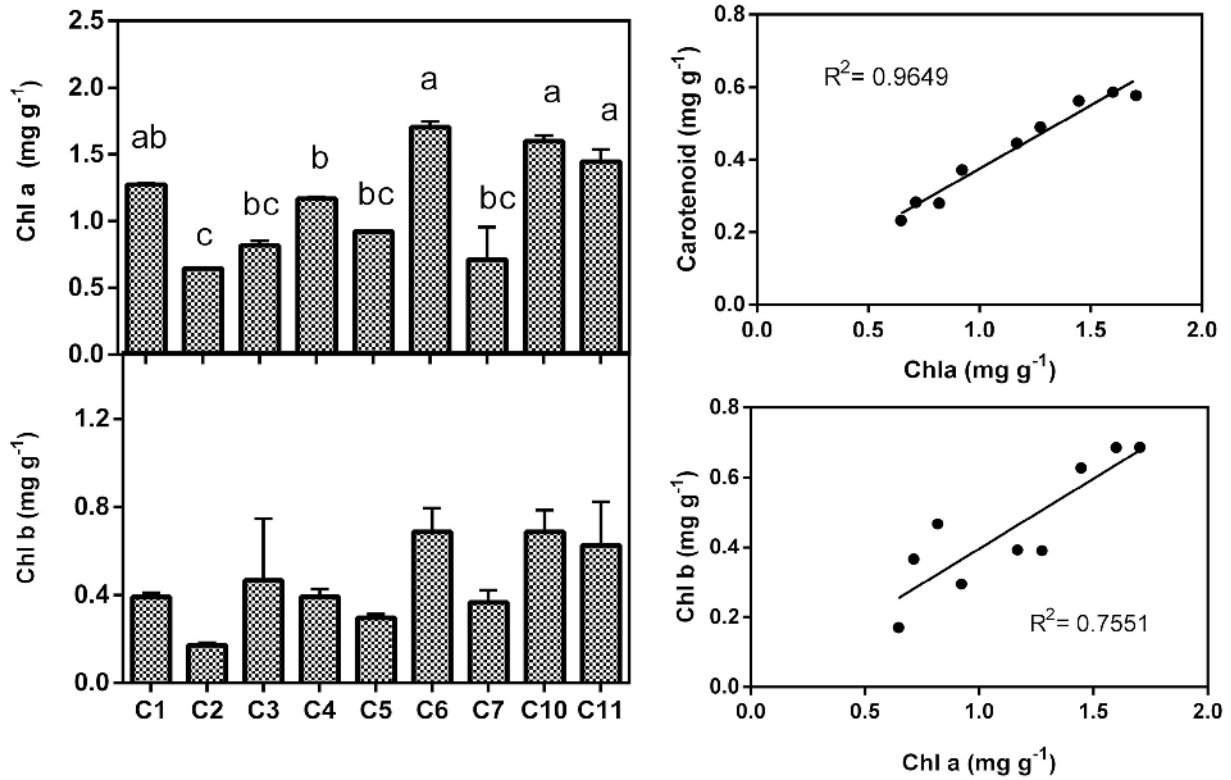 2.5
2.0
1.5
1.0
0.5
0.0
Chl a (mg g⁻¹)
ab
c
bc
b
bc
a
bc
a
a
1.2
0.8
0.4
0.0
Chl b (mg g⁻¹)
C1 C2 C3 C4 C5 C6 C7 C10 C11
0.8
0.6
0.4
0.2
0.0
Carotenoid (mg g⁻¹)
R²= 0.9649
0.0 0.5 1.0 1.5 2.0
Chla (mg g⁻¹)
0.8
0.6
0.4
0.2
0.0
Chl b (mg g⁻¹)
R²= 0.7551
0.0 0.5 1.0 1.5 2.0
Chl a (mg g⁻¹)